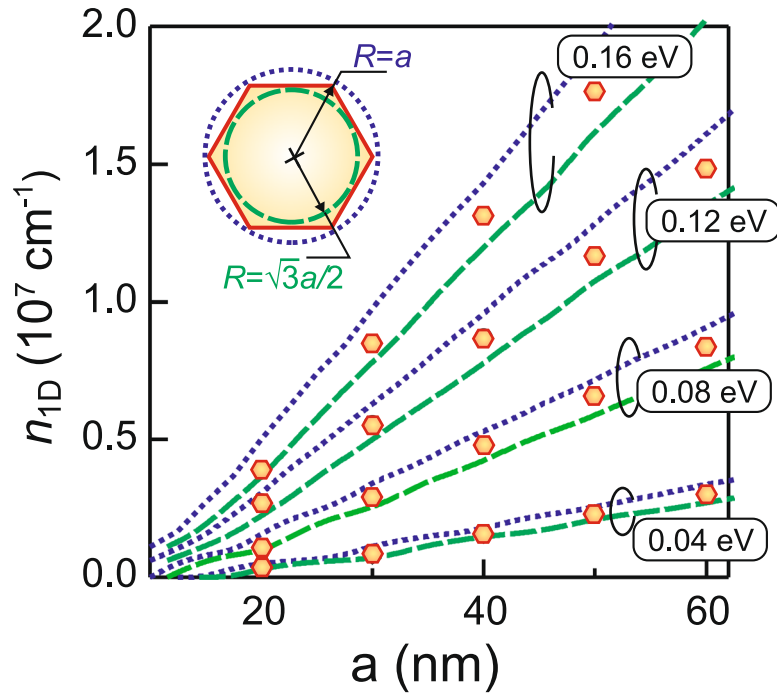 2.0
1.5
1.0
0.5
0.0
n1D (10⁷ cm⁻¹)
R=a
R=√3a/2
0.16 eV
0.12 eV
0.08 eV
0.04 eV
20 40 60
a (nm)